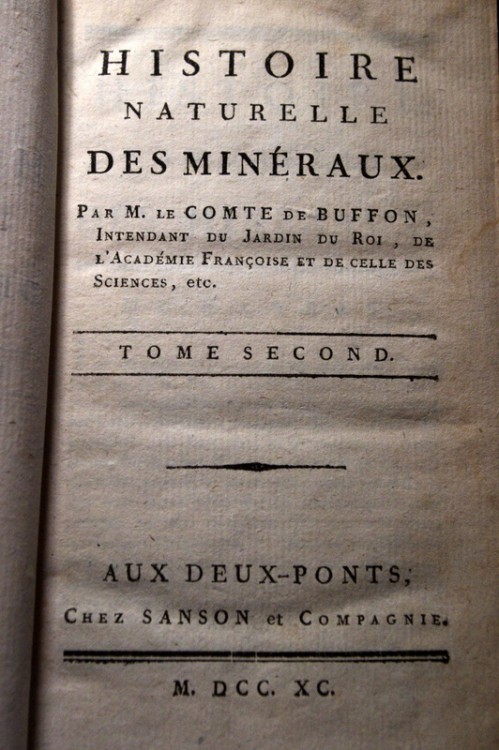 HISTOIRE
NATURELLE
DES MINÉRAUX.
PAR M. LE COMTE DE BUFFON,
INTENDANT DU JARDIN DU ROI, DE
L'ACADÉMIE FRANÇOISE ET DE CELLE DES
SCIENCES, etc.
TOME SECOND.
AUX DEUX-PONTS,
CHEZ SANSON et COMPAGNIE.
M. DCC. XC.